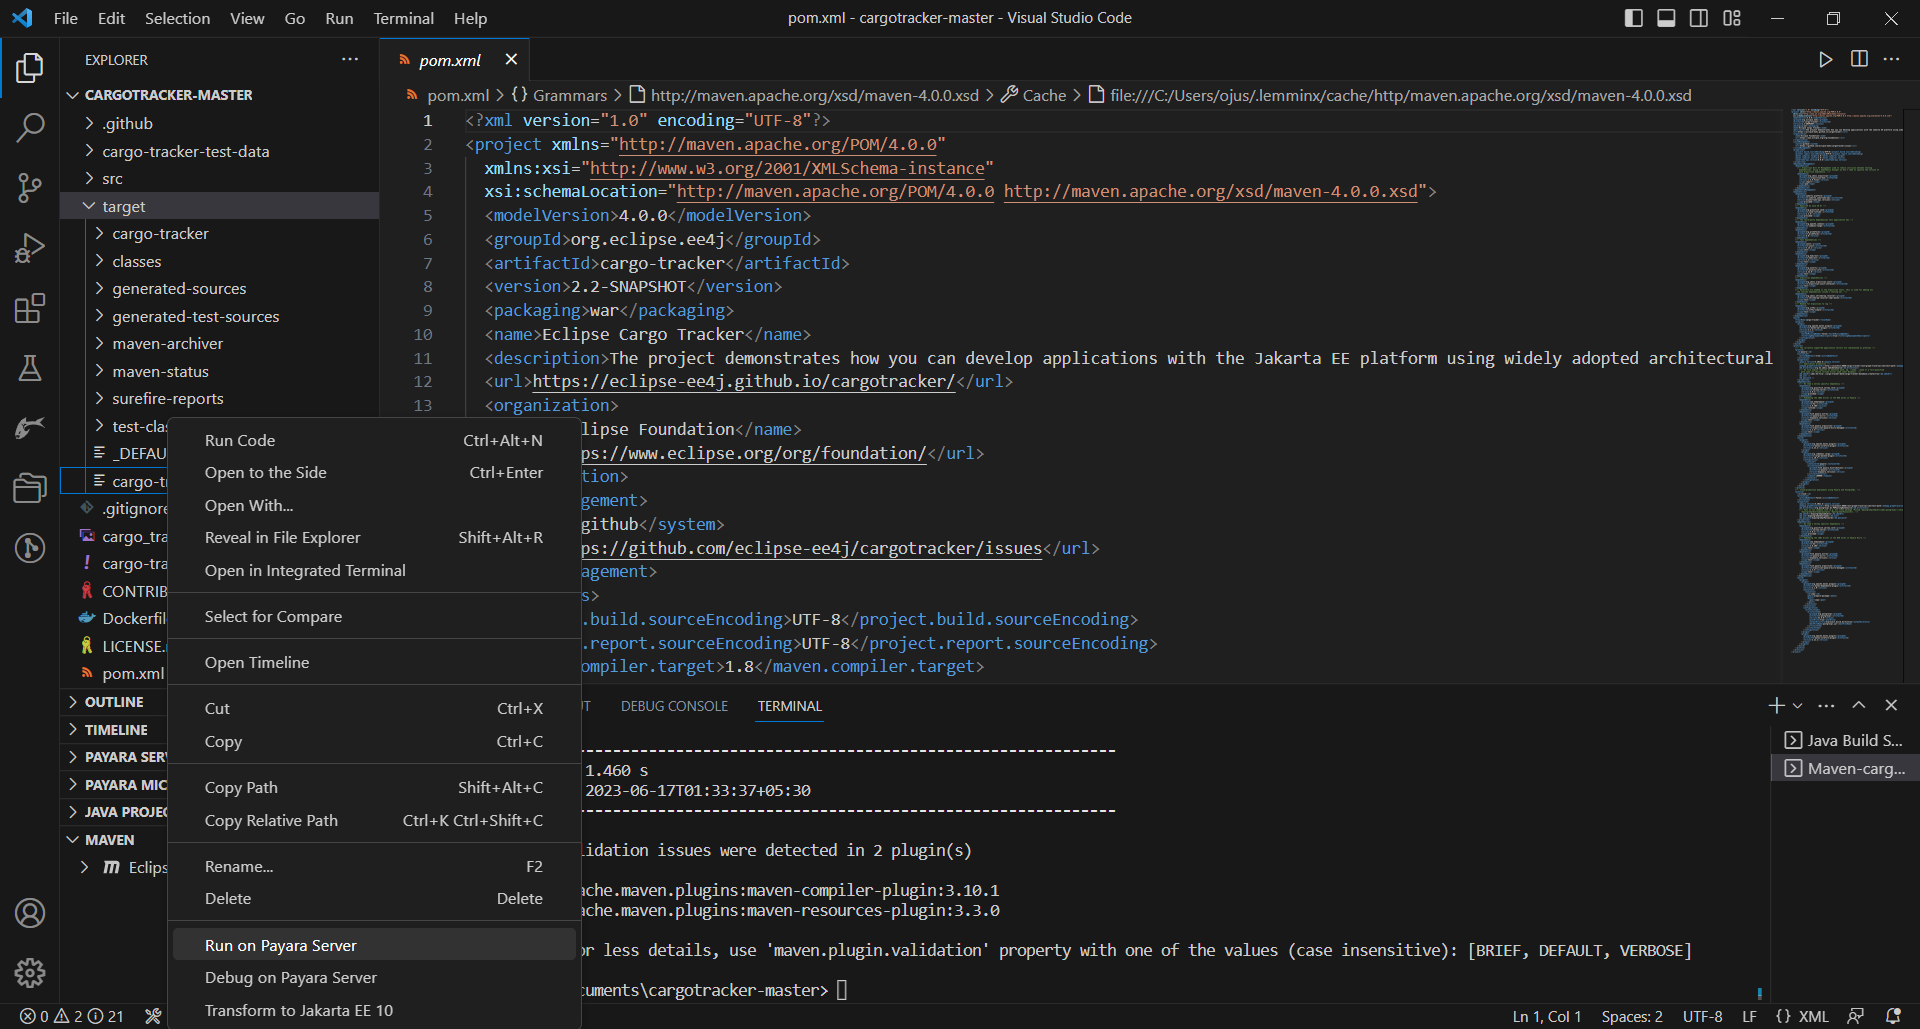 File Edit Selection View Go Run Terminal Help
pom.xml - cargotracker-master - Visual Studio Code
EXPLORER
CARGOTRACKER-MASTER
.github
cargo-tracker-test-data
src
target
cargo-tracker
classes
generated-sources
generated-test-sources
maven-archiver
maven-status
surefire-reports
test-clas
_DEFAU
cargo-tr
.gitignore
cargo_tra
cargo-tra
CONTRIB
Dockerfil
LICENSE.
pom.xml
OUTLINE
TIMELINE
PAYARA SERV
PAYARA MIC
JAVA PROJEC
MAVEN
Eclips
pom.xml
pom.xml > {} Grammars > http://maven.apache.org/xsd/maven-4.0.0.xsd > Cache > file:///C:/Users/ojus/.lemminx/cache/http/maven.apache.org/xsd/maven-4.0.0.xsd
1 <?xml version="1.0" encoding="UTF-8"?>
2 <project xmlns="http://maven.apache.org/POM/4.0.0"
3 xmlns:xsi="http://www.w3.org/2001/XMLSchema-instance"
4 xsi:schemaLocation="http://maven.apache.org/POM/4.0.0 http://maven.apache.org/xsd/maven-4.0.0.xsd">
5 <modelVersion>4.0.0</modelVersion>
6 <groupId>org.eclipse.ee4j</groupId>
7 <artifactId>cargo-tracker</artifactId>
8 <version>2.2-SNAPSHOT</version>
9 <packaging>war</packaging>
10 <name>Eclipse Cargo Tracker</name>
11 <description>The project demonstrates how you can develop applications with the Jakarta EE platform using widely adopted architectural
12 <url>https://eclipse-ee4j.github.io/cargotracker/</url>
13 <organization>
lipse Foundation</name>
ps://www.eclipse.org/org/foundation/</url>
tion>
gement>
github</system>
ps://github.com/eclipse-ee4j/cargotracker/issues</url>
agement>
s>
.build.sourceEncoding>UTF-8</project.build.sourceEncoding>
.report.sourceEncoding>UTF-8</project.report.sourceEncoding>
ompiler.target>1.8</maven.compiler.target>
Run Code Ctrl+Alt+N
Open to the Side Ctrl+Enter
Open With...
Reveal in File Explorer Shift+Alt+R
Open in Integrated Terminal
Select for Compare
Open Timeline
Cut Ctrl+X
Copy Ctrl+C
Copy Path Shift+Alt+C
Copy Relative Path Ctrl+K Ctrl+Shift+C
Rename... F2
Delete Delete
Run on Payara Server
Debug on Payara Server
Transform to Jakarta EE 10
UT DEBUG CONSOLE TERMINAL
--------------------------------------------------------
1.460 s
2023-06-17T01:33:37+05:30
--------------------------------------------------------
lidation issues were detected in 2 plugin(s)
ache.maven.plugins:maven-compiler-plugin:3.10.1
ache.maven.plugins:maven-resources-plugin:3.3.0
or less details, use 'maven.plugin.validation' property with one of the values (case insensitive): [BRIEF, DEFAULT, VERBOSE]
cuments\cargotracker-master>
Java Build S...
Maven-carg...
0 2 21
Ln 1, Col 1 Spaces: 2 UTF-8 LF {} XML